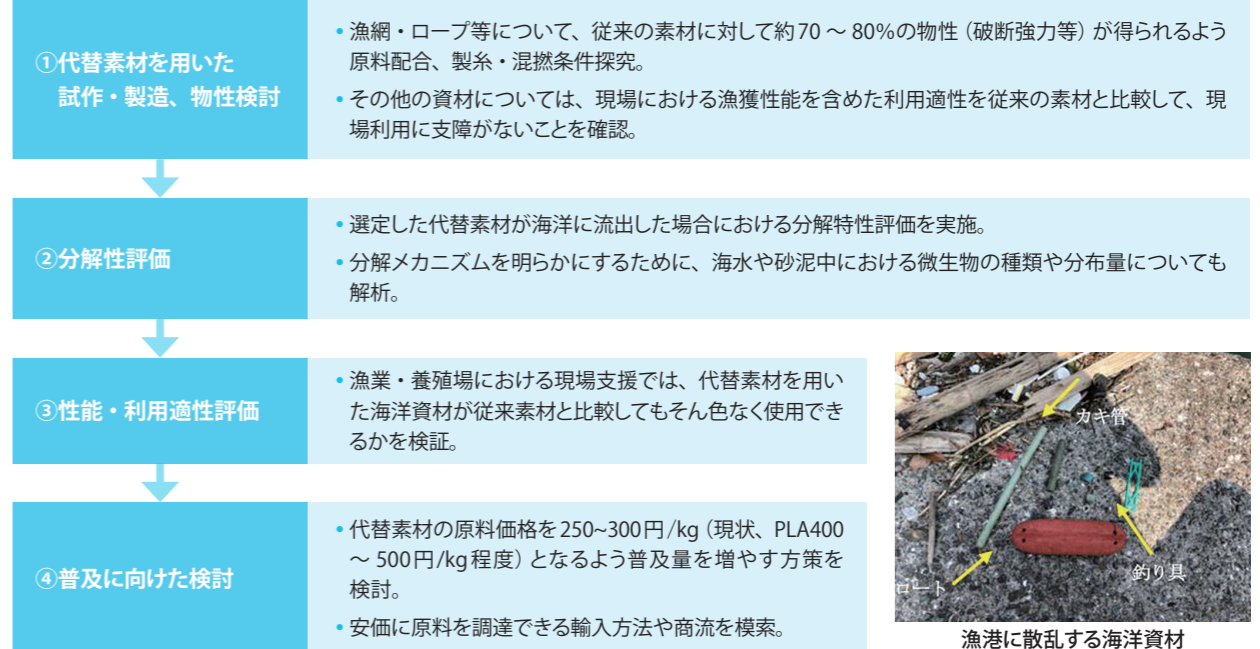 ①代替素材を用いた
試作・製造、物性検討
• 漁網・ロープ等について、従来の素材に対して約70 ～ 80%の物性（破断強力等）が得られるよう
原料配合、製糸・混撚条件探究。
• その他の資材については、現場における漁獲性能を含めた利用適性を従来の素材と比較して、現
場利用に支障がないことを確認。
②分解性評価
• 選定した代替素材が海洋に流出した場合における分解特性評価を実施。
• 分解メカニズムを明らかにするために、海水や砂泥中における微生物の種類や分布量についても
解析。
③性能・利用適性評価
• 漁業・養殖場における現場支援では、代替素材を用い
た海洋資材が従来素材と比較してもそん色なく使用でき
るかを検証。
④普及に向けた検討
• 代替素材の原料価格を250~300円/kg（現状、PLA400
～ 500円/kg程度）となるよう普及量を増やす方策を
検討。
• 安価に原料を調達できる輸入方法や商流を模索。
カキ管
釣り具
ロート
漁港に散乱する海洋資材